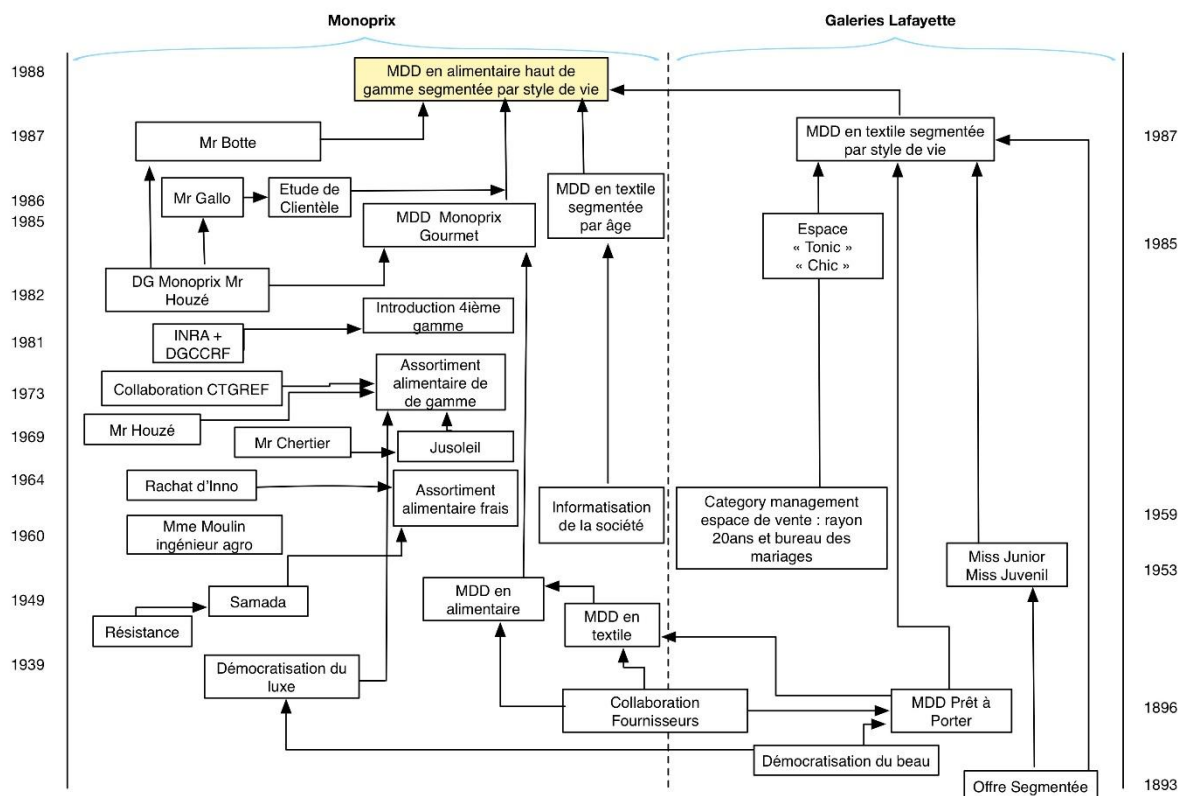 Monoprix
Galeries Lafayette
1988
MDD en alimentaire haut de
gamme segmentée par style de vie
1987
Mr Botte
MDD en textile segmentée
par style de vie
1987
1986
Mr Gallo
Etude de
Clientèle
MDD en textile
segmentée
par âge
1985
MDD Monoprix
Gourmet
Espace
« Tonic »
« Chic »
1985
DG Monoprix Mr
Houzé
1982
Introduction 4ième
gamme
1981
INRA +
DGCCRF
Assortiment
alimentaire de
de gamme
1973
Collaboration CTGREF
Mr Houzé
1969
Mr Chertier
Jusoleil
1964
Rachat d'Inno
Assortiment
alimentaire frais
Informatisation
de la société
Category management
espace de vente : rayon
20ans et bureau des
mariages
1959
1960
Mme Moulin
ingénieur agro
Miss Junior
Miss Juvenil
1953
1949
Samada
MDD en
alimentaire
Résistance
MDD en
textile
1939
Démocratisation du
luxe
Collaboration
Fournisseurs
MDD Prêt à
Porter
1896
Démocratisation du beau
Offre Segmentée
1893